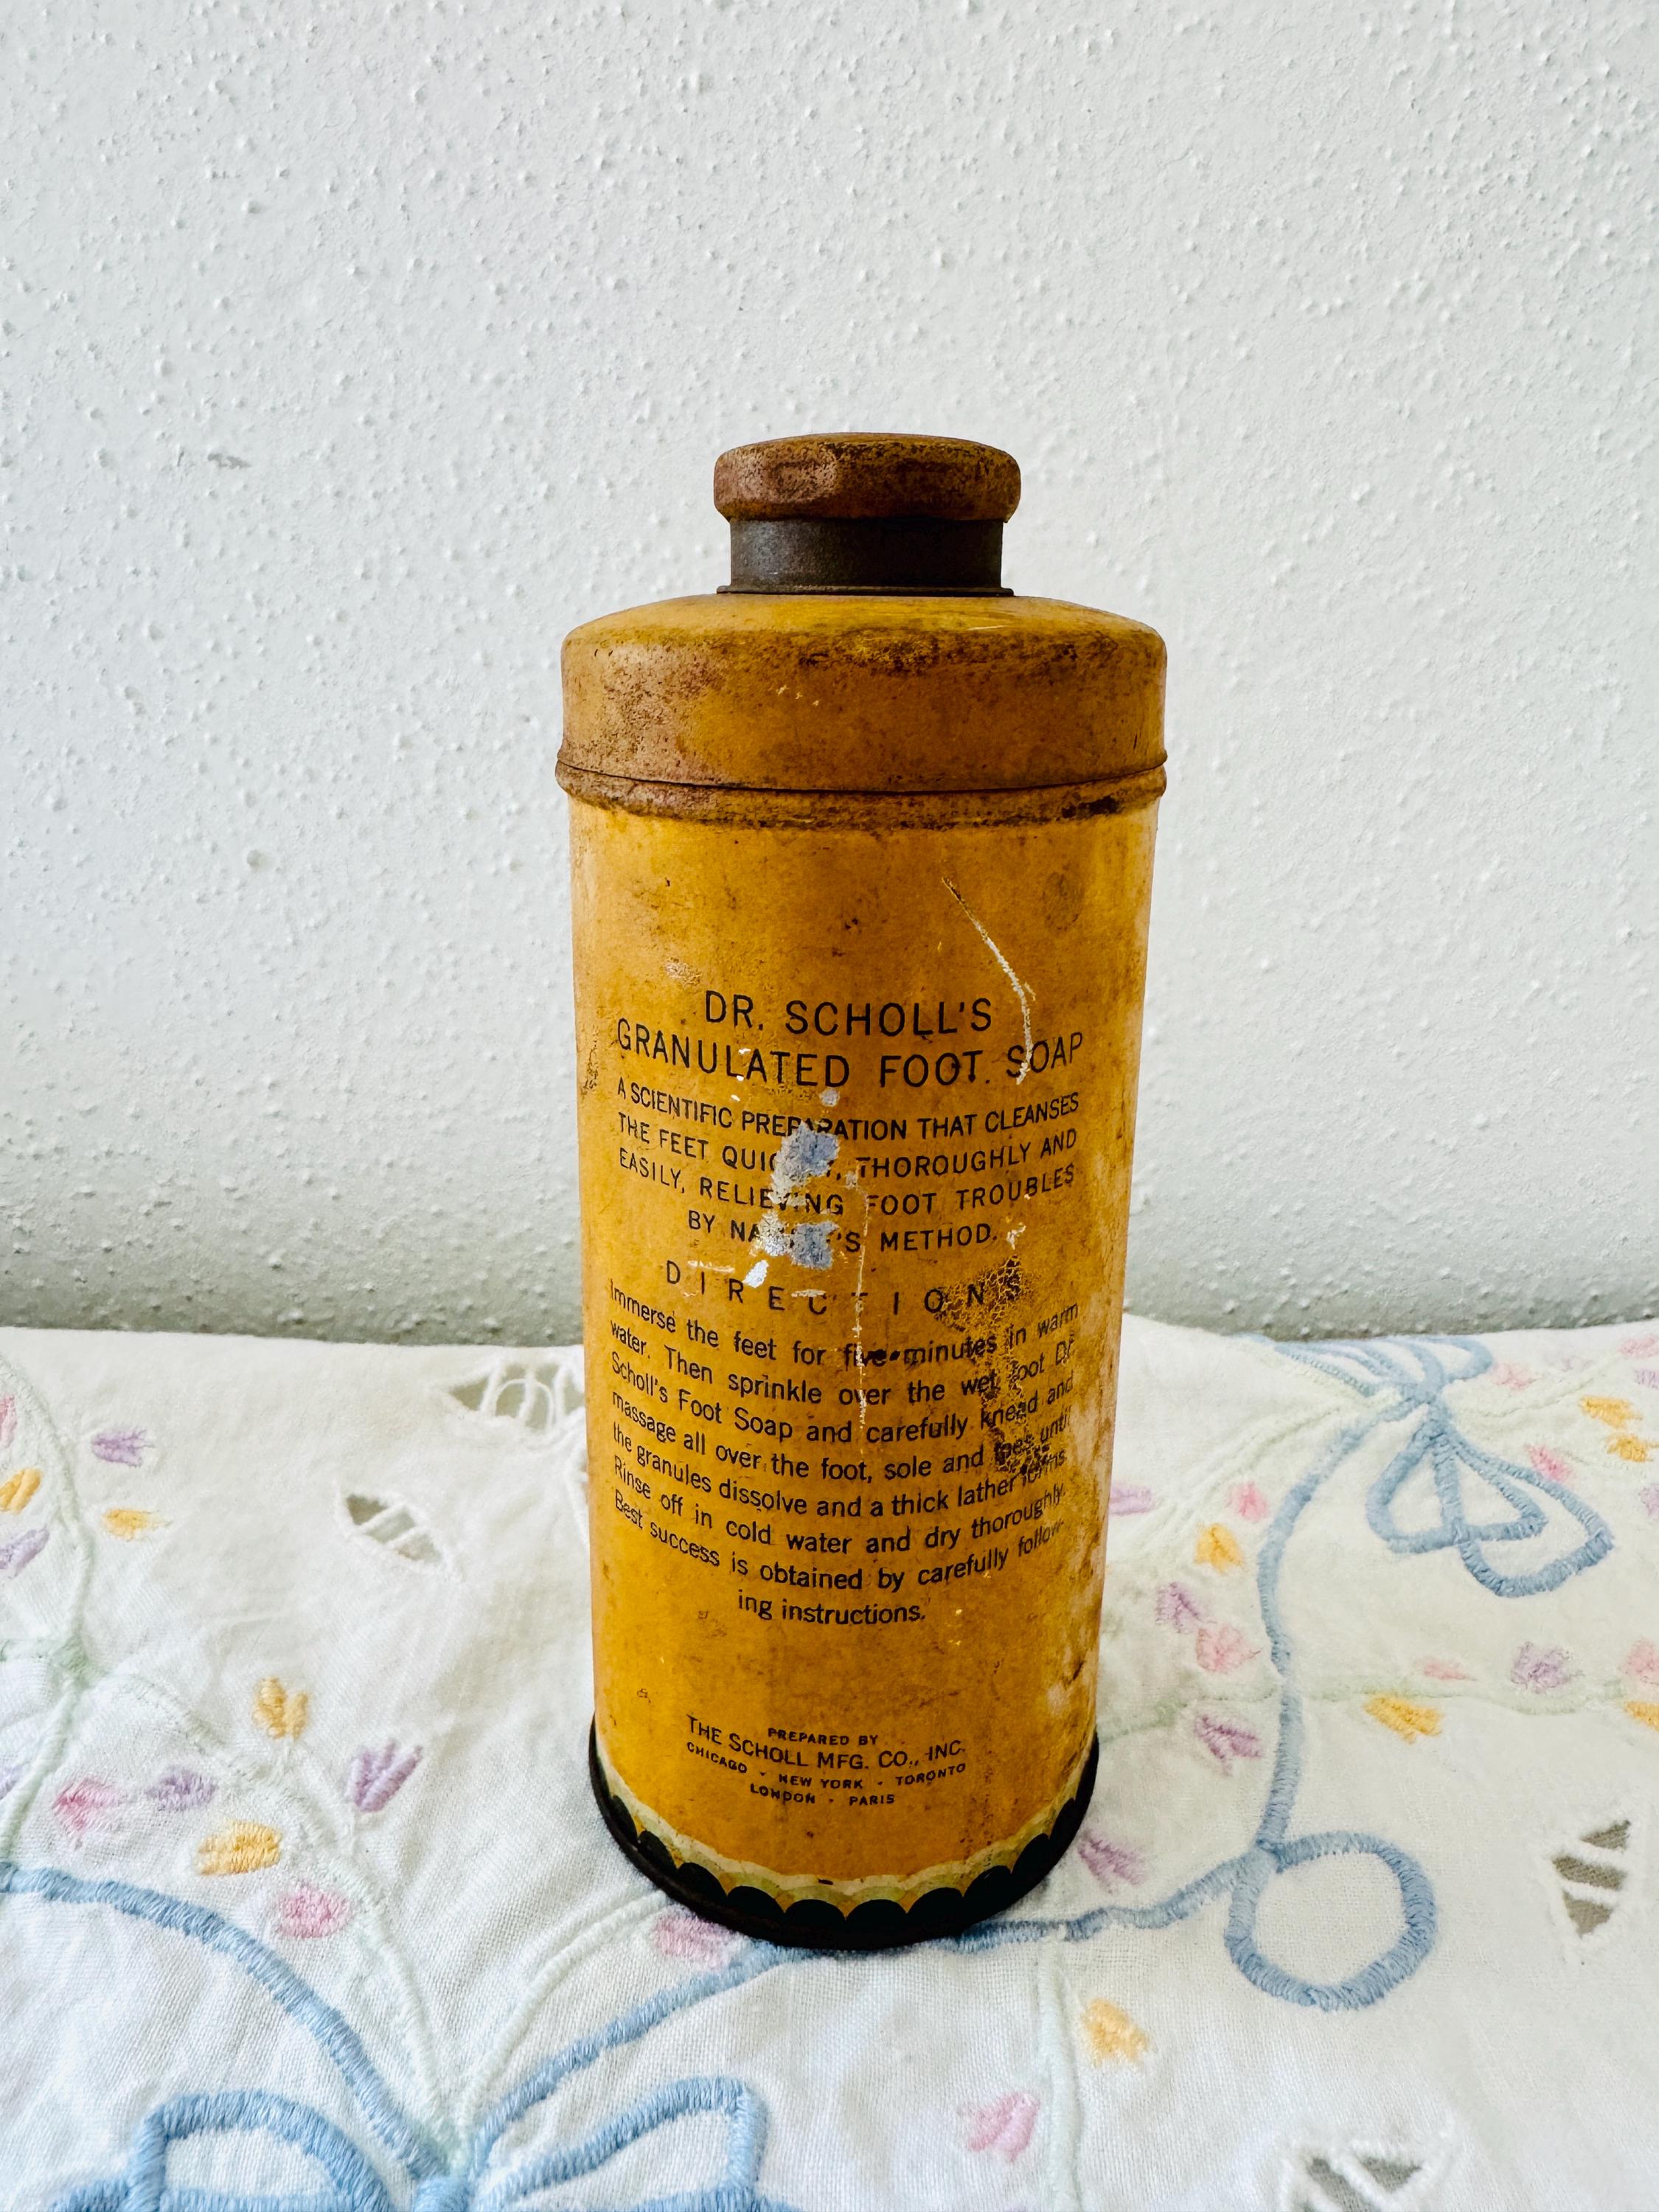 DR. SCHOLL'S
GRANULATED FOOT SOAP
A SCIENTIFIC PREPARATION THAT CLEANSES
THE FEET QUICKLY, THOROUGHLY AND
EASILY, RELIEVING FOOT TROUBLES
BY NATURE'S METHOD.
DIRECTIONS
Immerse the feet for five minutes in warm
water. Then sprinkle over the wet foot Dr.
Scholl's Foot Soap and carefully knead and
massage all over the foot, sole and toes until
the granules dissolve and a thick lather forms.
Rinse off in cold water and dry thoroughly.
Best success is obtained by carefully follow-
ing instructions.
PREPARED BY
THE SCHOLL MFG. CO., INC.
CHICAGO - NEW YORK - TORONTO
LONDON - PARIS